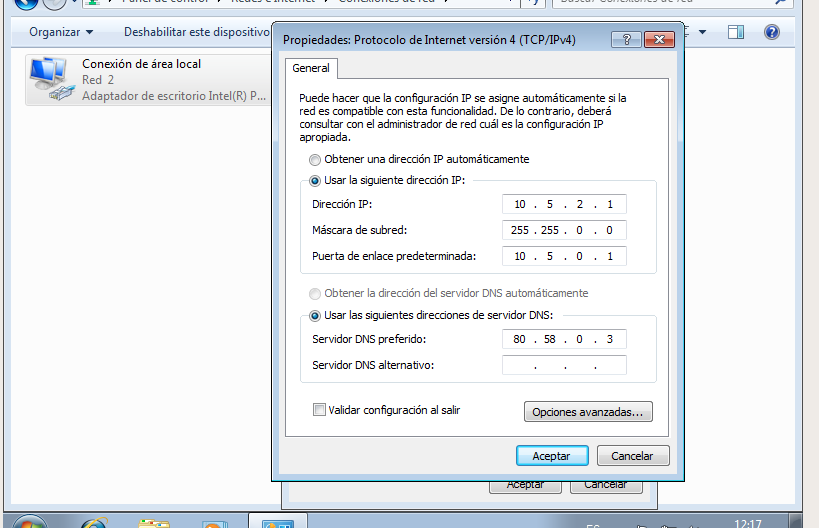 Organizar
Deshabilitar este dispositivo
Conexión de área local
Red 2
Adaptador de escritorio Intel(R) P...
Propiedades: Protocolo de Internet versión 4 (TCP/IPv4)
General
Puede hacer que la configuración IP se asigne automáticamente si la
red es compatible con esta funcionalidad. De lo contrario, deberá
consultar con el administrador de red cuál es la configuración IP
apropiada.
Obtener una dirección IP automáticamente
Usar la siguiente dirección IP:
Dirección IP: 10 . 5 . 2 . 1
Máscara de subred: 255 . 255 . 0 . 0
Puerta de enlace predeterminada: 10 . 5 . 0 . 1
Obtener la dirección del servidor DNS automáticamente
Usar las siguientes direcciones de servidor DNS:
Servidor DNS preferido: 80 . 58 . 0 . 3
Servidor DNS alternativo: . . .
Validar configuración al salir
Opciones avanzadas...
Aceptar Cancelar
Aceptar Cancelar
12:17